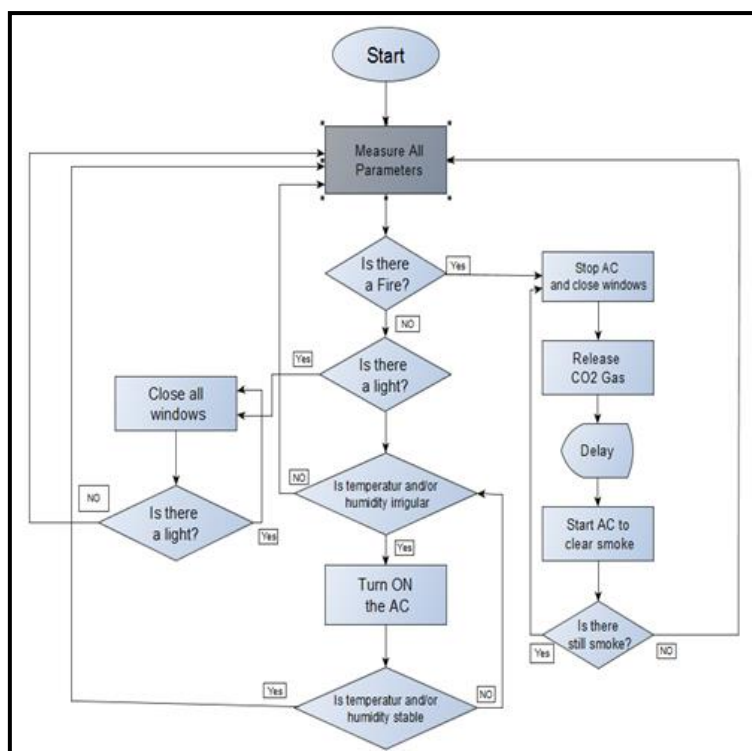 Start
Measure All
Parameters
Is there
a Fire?
Yes
Stop AC
and close windows
NO
Yes
Is there
a light?
Release
CO2 Gas
Close all
windows
Delay
NO
Is there
a light?
Yes
NO
Is temperatur and/or
humidity irrigular
Yes
Start AC to
clear smoke
Turn ON
the AC
Is there
still smoke?
Yes
NO
Yes
Is temperatur and/or
humidity stable
NO